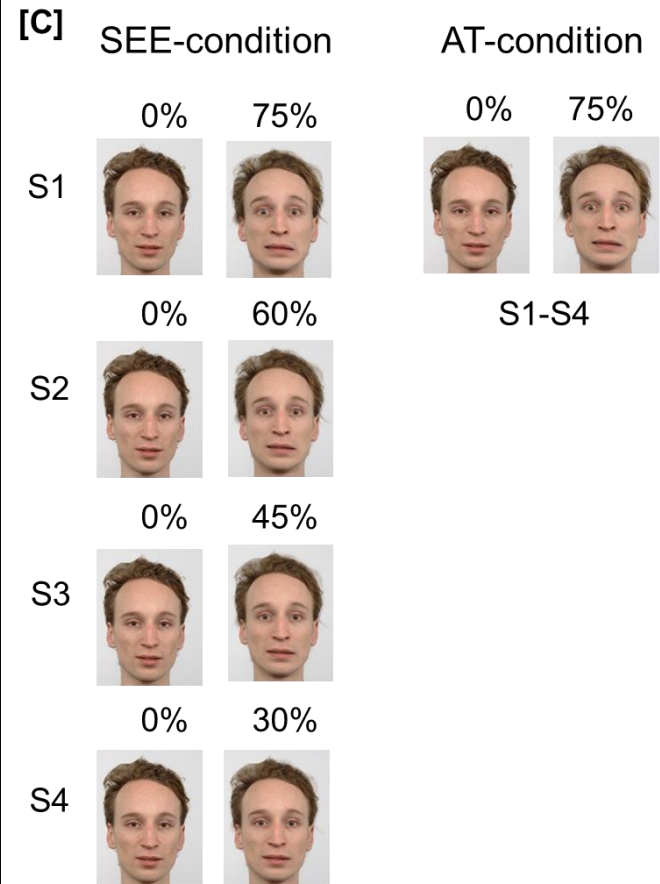 [C]
SEE-condition AT-condition
0% 75% 0% 75%
S1
S1-S4
0% 60%
S2
0% 45%
S3
0% 30%
S4